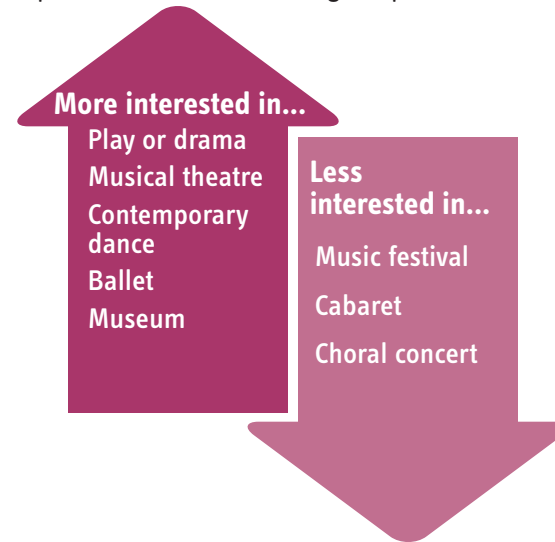 More interested in...
Play or drama
Musical theatre
Contemporary
dance
Ballet
Museum
Less
interested in...
Music festival
Cabaret
Choral concert